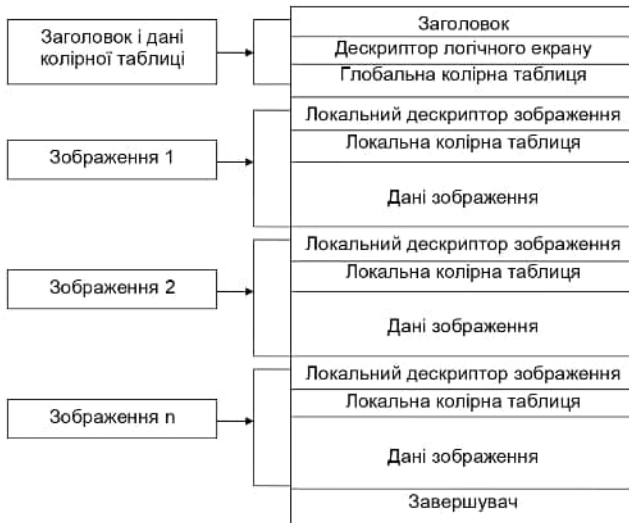 Заголовок і дані
колірної таблиці
Заголовок
Дескриптор логічного екрану
Глобальна колірна таблиця
Зображення 1
Локальний дескриптор зображення
Локальна колірна таблиця
Дані зображення
Зображення 2
Локальний дескриптор зображення
Локальна колірна таблиця
Дані зображення
Зображення n
Локальний дескриптор зображення
Локальна колірна таблиця
Дані зображення
Завершувач